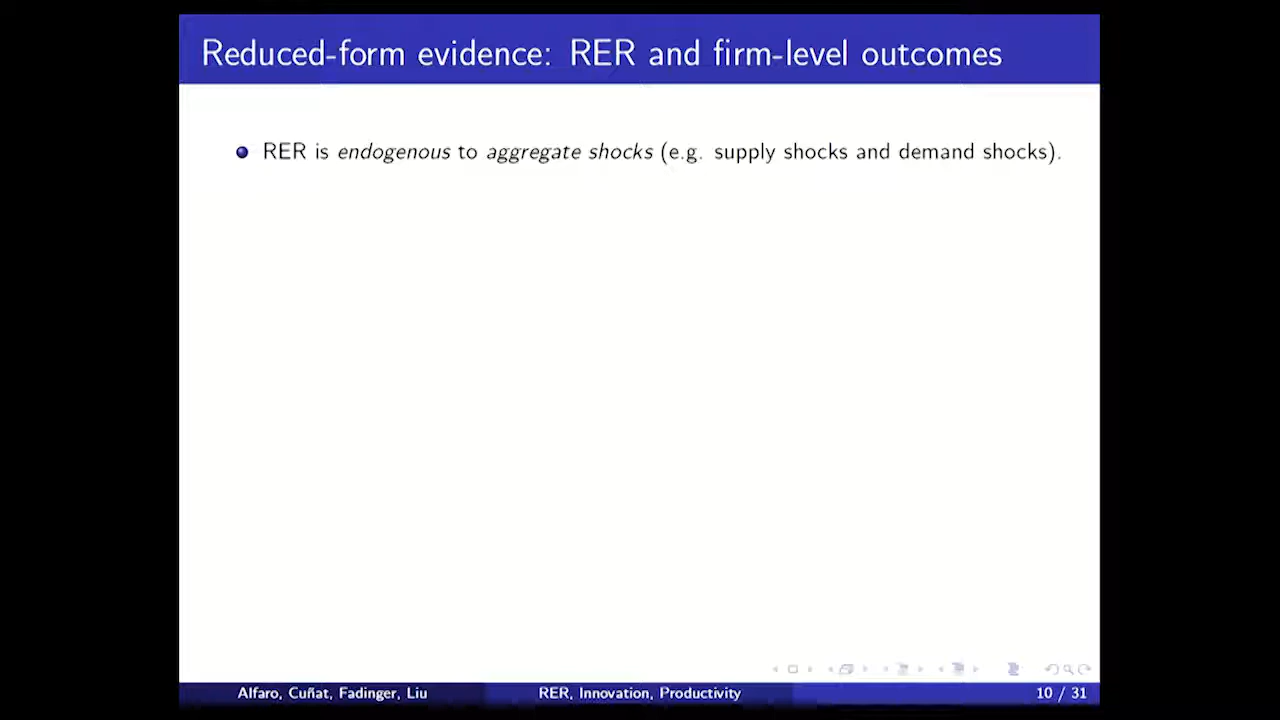 Reduced-form evidence: RER and firm-level outcomes
RER is endogenous to aggregate shocks (e.g. supply shocks and demand shocks).
Alfaro, Cuñat, Fadinger, Liu
RER, Innovation, Productivity
10 / 31